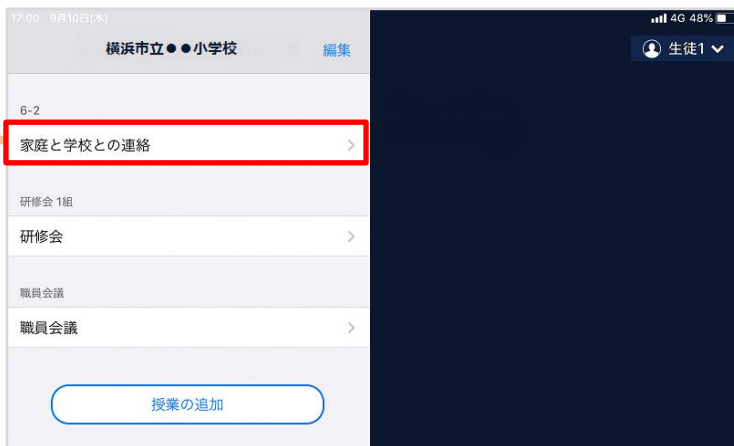 17:00 9月10日(木)
4G 48%
横浜市立●●小学校
編集
生徒1
6-2
家庭と学校との連絡
研修会 1組
研修会
職員会議
職員会議
授業の追加